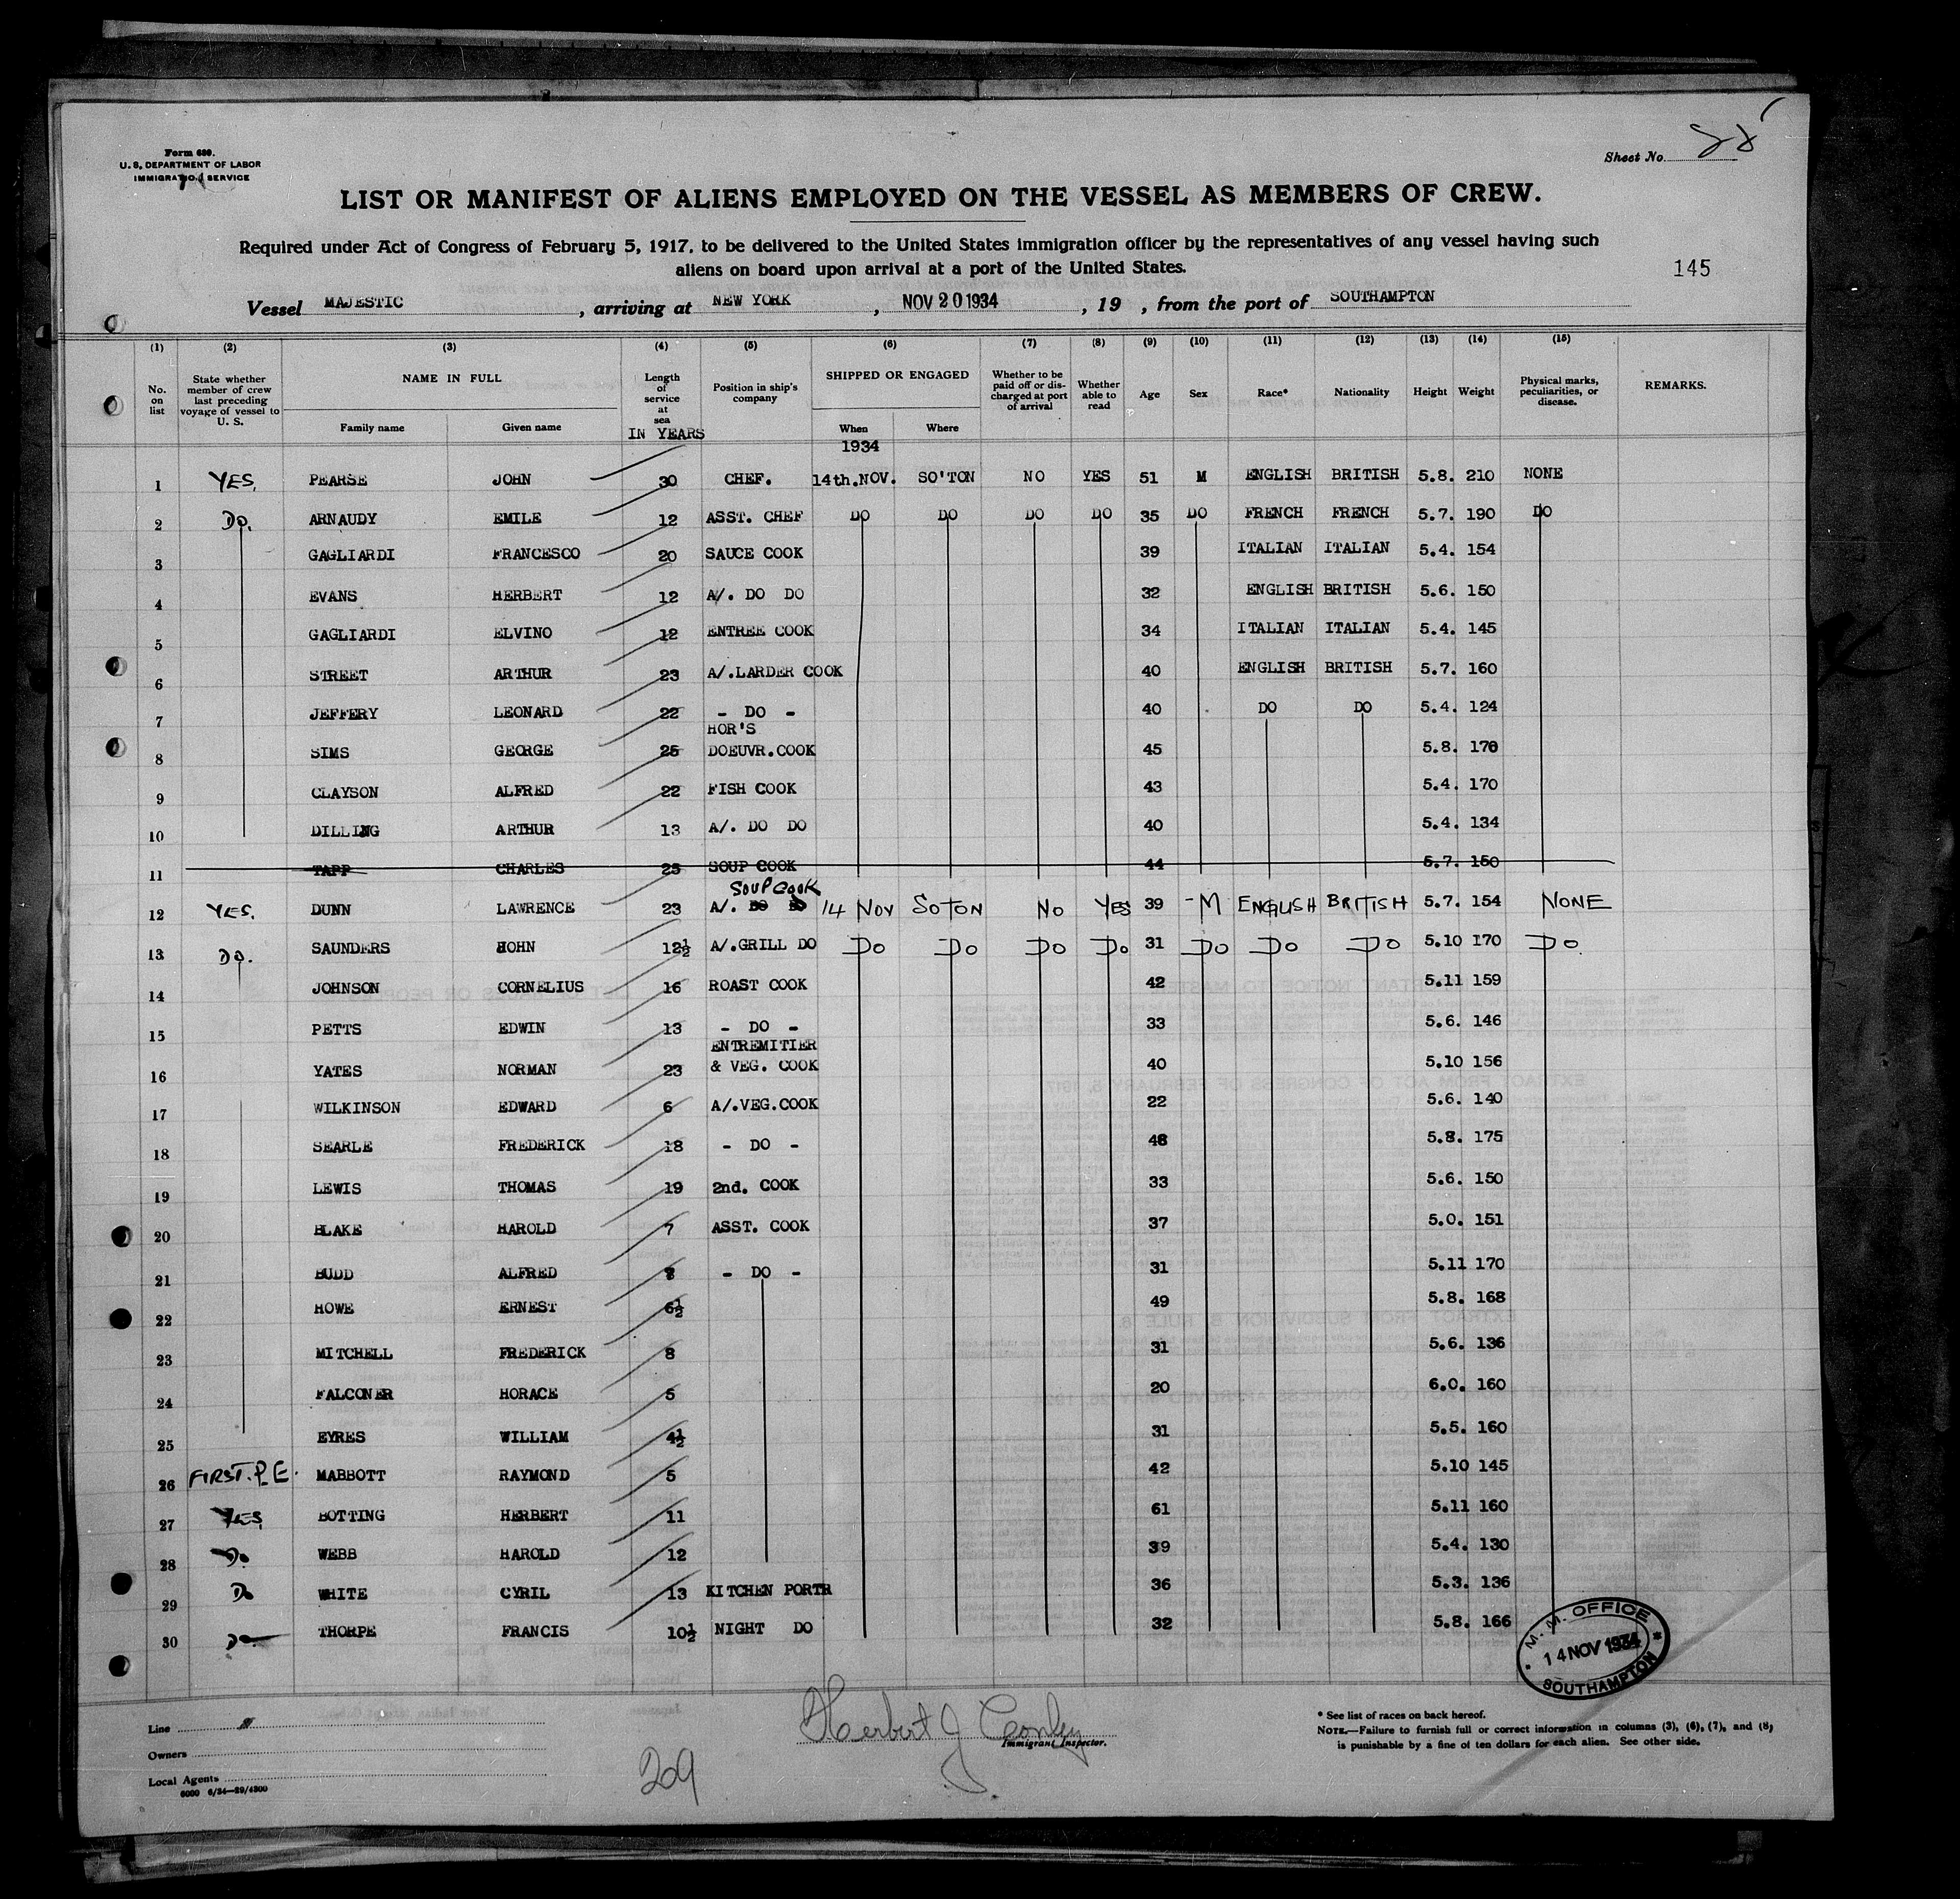 Form 689.
U. S. DEPARTMENT OF LABOR
IMMIGRATION SERVICE
Sheet No.
LIST OR MANIFEST OF ALIENS EMPLOYED ON THE VESSEL AS MEMBERS OF CREW.
Required under Act of Congress of February 5, 1917, to be delivered to the United States immigration officer by the representatives of any vessel having such
aliens on board upon arrival at a port of the United States.
145
Vessel MAJESTIC , arriving at NEW YORK , NOV 20 1934 , 19 , from the port of SOUTHAMPTON
(1) (2) (3) (4) (5) (6) (7) (8) (9) (10) (11) (12) (13) (14) (15)
No. on list State whether member of crew last preceding voyage of vessel to U. S. NAME IN FULL Family name Given name Length of service at sea IN YEARS Position in ship's company SHIPPED OR ENGAGED When Where Whether to be paid off or discharged at port of arrival Whether able to read Age Sex Race* Nationality Height Weight Physical marks, peculiarities, or disease. REMARKS.
1934
1 YES. PEARSE JOHN 30 CHEF. 14th.NOV. SO'TON NO YES 51 M ENGLISH BRITISH 5.8. 210 NONE
2 Do. ARNAUDY EMILE 12 ASST. CHEF DO DO DO DO 35 DO FRENCH FRENCH 5.7. 190 DO
3 GAGLIARDI FRANCESCO 20 SAUCE COOK 39 ITALIAN ITALIAN 5.4. 154
4 EVANS HERBERT 12 A/. DO DO 32 ENGLISH BRITISH 5.6. 150
5 GAGLIARDI ELVINO 12 ENTREE COOK 34 ITALIAN ITALIAN 5.4. 145
6 STREET ARTHUR 23 A/.LARDER COOK 40 ENGLISH BRITISH 5.7. 160
7 JEFFERY LEONARD 22 - DO - 40 DO DO 5.4. 124
HOR'S
8 SIMS GEORGE 25 DOEUVR.COOK 45 5.8. 170
9 CLAYSON ALFRED 22 FISH COOK 43 5.4. 170
10 DILLING ARTHUR 13 A/. DO DO 40 5.4. 134
11 TAPP CHARLES 25 SOUP COOK 44 5.7. 150
SOUP COOK
12 YES. DUNN LAWRENCE 23 A/. DO DO 14 NOV SOTON No YES 39 M ENGLISH BRITISH 5.7. 154 NONE
13 Do. SAUNDERS HOHN 12½ A/.GRILL DO Do Do Do Do 31 Do Do Do 5.10 170 Do.
14 JOHNSON CORNELIUS 16 ROAST COOK 42 5.11 159
15 PETTS EDWIN 13 - DO - 33 5.6. 146
ENTREMITIER
16 YATES NORMAN 23 & VEG. COOK 40 5.10 156
17 WILKINSON EDWARD 6 A/.VEG.COOK 22 5.6. 140
18 SEARLE FREDERICK 18 - DO - 48 5.8. 175
19 LEWIS THOMAS 19 2nd. COOK 33 5.6. 150
20 BLAKE HAROLD 7 ASST. COOK 37 5.0. 151
21 BUDD ALFRED 8 - DO - 31 5.11 170
22 HOWE ERNEST 6½ 49 5.8. 168
23 MITCHELL FREDERICK 8 31 5.6. 136
24 FALCONER HORACE 5 20 6.0. 160
25 EYRES WILLIAM 4½ 31 5.5. 160
26 FIRST. P.E. MABBOTT RAYMOND 5 42 5.10 145
27 YES BOTTING HERBERT 11 61 5.11 160
28 Do. WEBB HAROLD 12 39 5.4. 130
29 Do WHITE CYRIL 13 KITCHEN PORTR 36 5.3. 136
30 Do THORPE FRANCIS 10½ NIGHT DO 32 5.8. 166
M. M. OFFICE
14 NOV 1934
SOUTHAMPTON
Line
Owners
Local Agents
6000 6/34—29/4300
209
Herbert J Conley
Immigrant Inspector.
* See list of races on back hereof.
NOTE.—Failure to furnish full or correct information in columns (3), (6), (7), and (8)
is punishable by a fine of ten dollars for each alien. See other side.